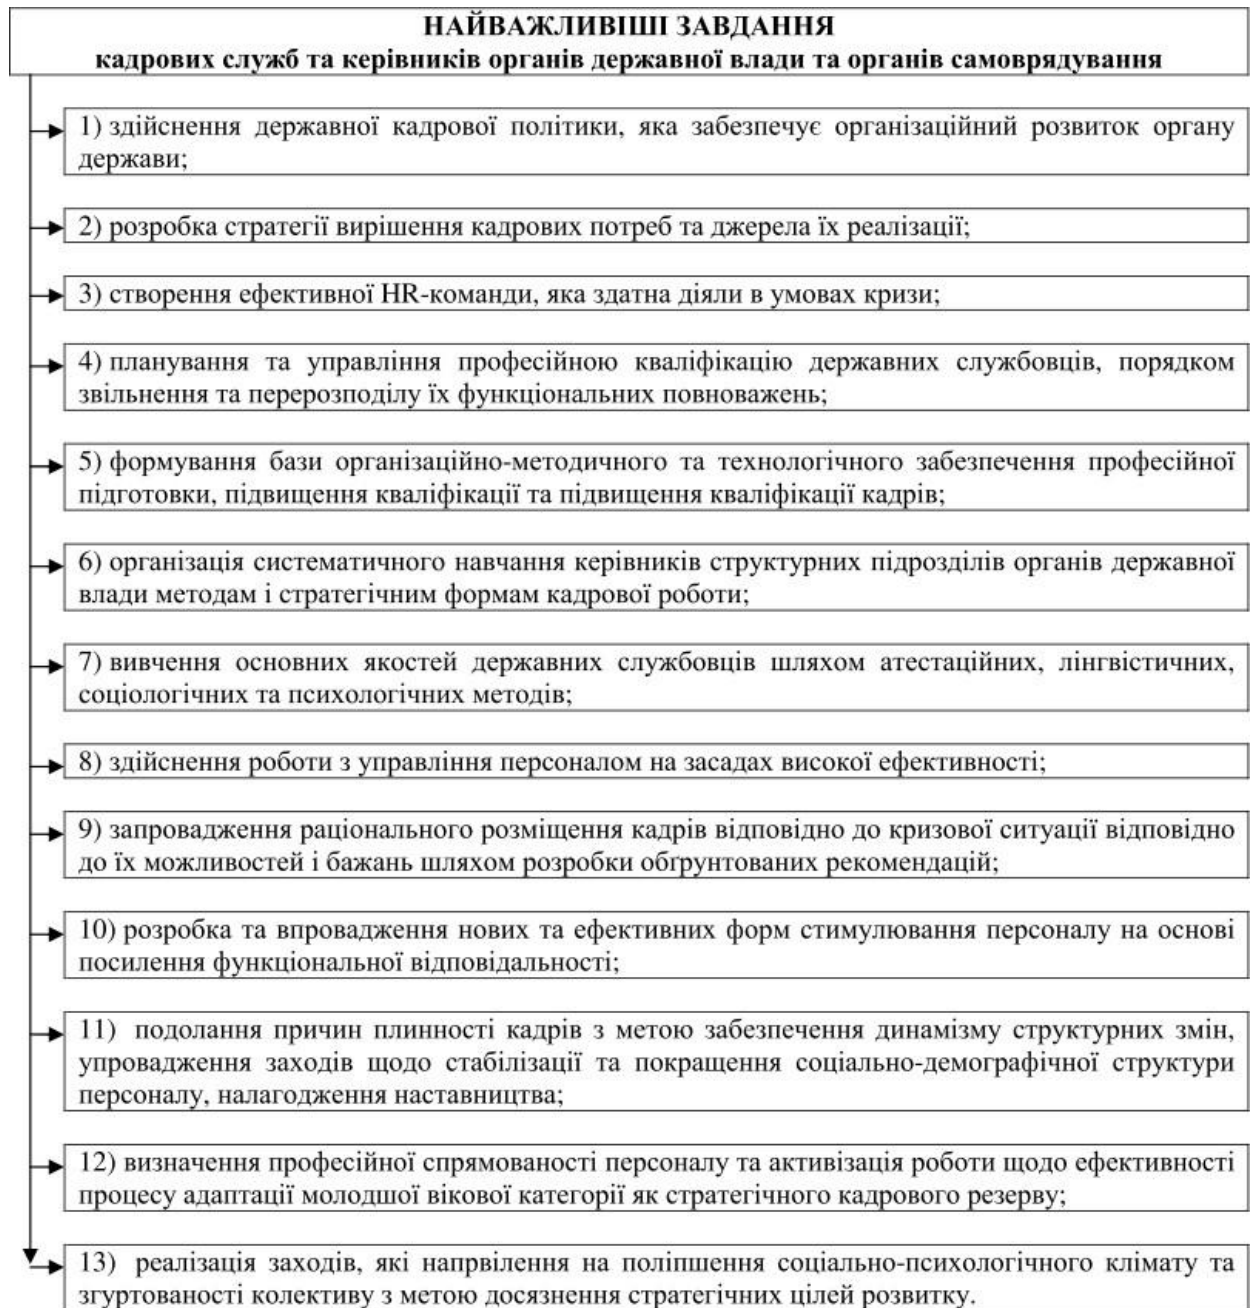 НАЙВАЖЛИВІШІ ЗАВДАННЯ
кадрових служб та керівників органів державної влади та органів самоврядування
1) здійснення державної кадрової політики, яка забезпечує організаційний розвиток органу
держави;
2) розробка стратегії вирішення кадрових потреб та джерела їх реалізації;
3) створення ефективної HR-команди, яка здатна діяли в умовах кризи;
4) планування та управління професійною кваліфікацію державних службовців, порядком
звільнення та перерозподілу їх функціональних повноважень;
5) формування бази організаційно-методичного та технологічного забезпечення професійної
підготовки, підвищення кваліфікації та підвищення кваліфікації кадрів;
6) організація систематичного навчання керівників структурних підрозділів органів державної
влади методам і стратегічним формам кадрової роботи;
7) вивчення основних якостей державних службовців шляхом атестаційних, лінгвістичних,
соціологічних та психологічних методів;
8) здійснення роботи з управління персоналом на засадах високої ефективності;
9) запровадження раціонального розміщення кадрів відповідно до кризової ситуації відповідно
до їх можливостей і бажань шляхом розробки обґрунтованих рекомендацій;
10) розробка та впровадження нових та ефективних форм стимулювання персоналу на основі
посилення функціональної відповідальності;
11) подолання причин плинності кадрів з метою забезпечення динамізму структурних змін,
упровадження заходів щодо стабілізації та покращення соціально-демографічної структури
персоналу, налагодження наставництва;
12) визначення професійної спрямованості персоналу та активізація роботи щодо ефективності
процесу адаптації молодшої вікової категорії як стратегічного кадрового резерву;
13) реалізація заходів, які напрвілення на поліпшення соціально-психологічного клімату та
згуртованості колективу з метою досязнення стратегічних цілей розвитку.